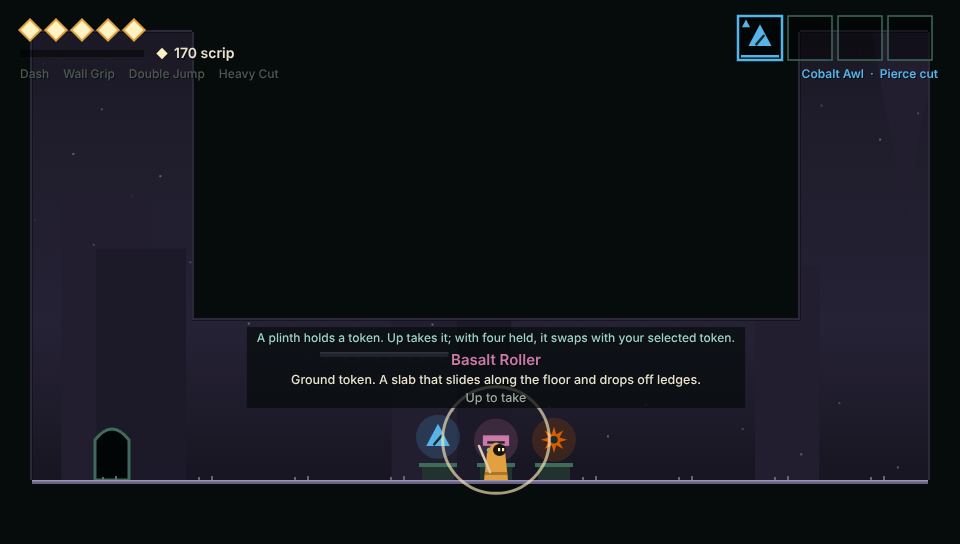 170 scrip
Dash Wall Grip Double Jump Heavy Cut
Cobalt Awl · Pierce cut
A plinth holds a token. Up takes it; with four held, it swaps with your selected token.
Basalt Roller
Ground token. A slab that slides along the floor and drops off ledges.
Up to take